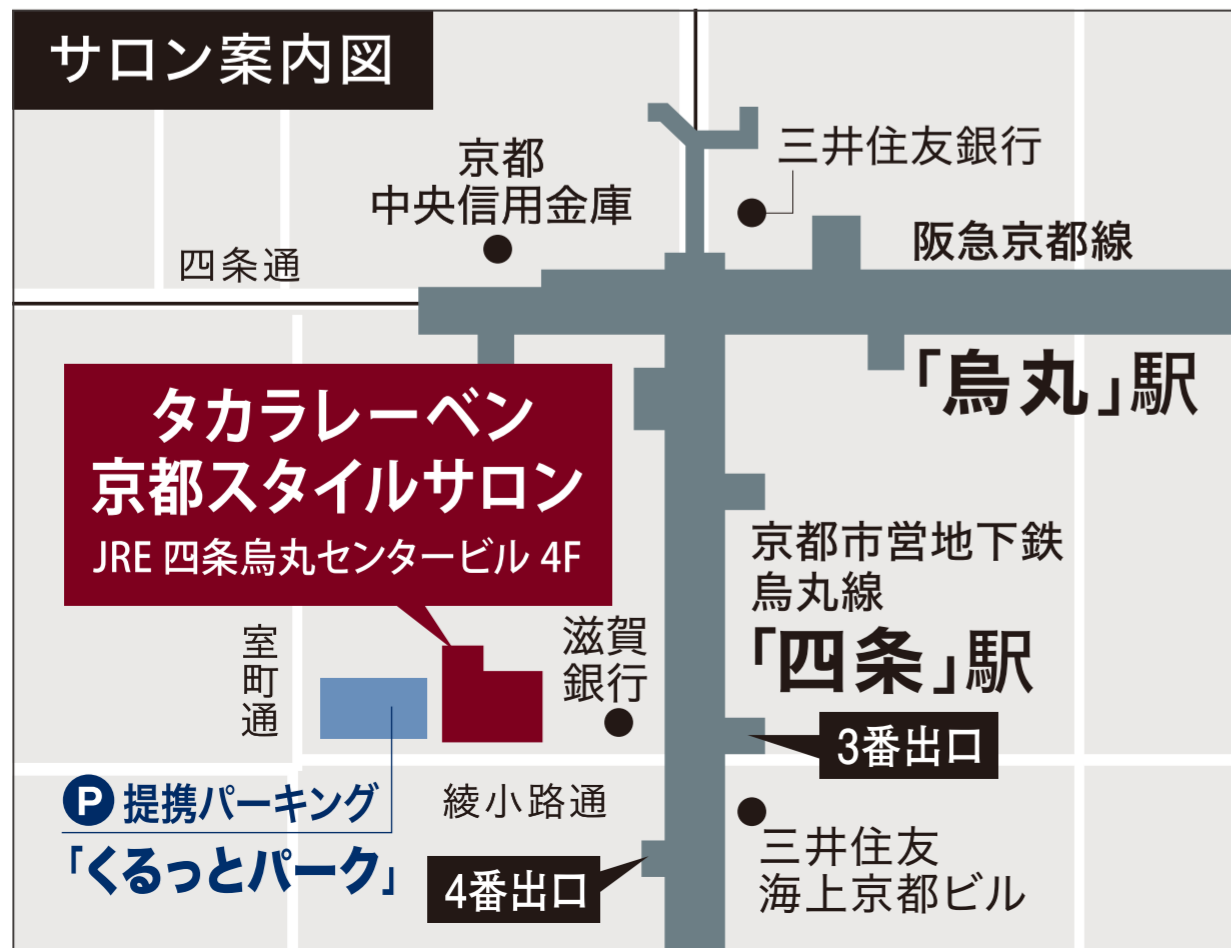 サロン案内図
京都
中央信用金庫
三井住友銀行
四条通
阪急京都線
「烏丸」駅
タカラレーベン
京都スタイルサロン
JRE 四条烏丸センタービル 4F
京都市営地下鉄
烏丸線
「四条」駅
室町通
滋賀
銀行
3番出口
P 提携パーキング
「くるっとパーク」
綾小路通
4番出口
三井住友
海上京都ビル